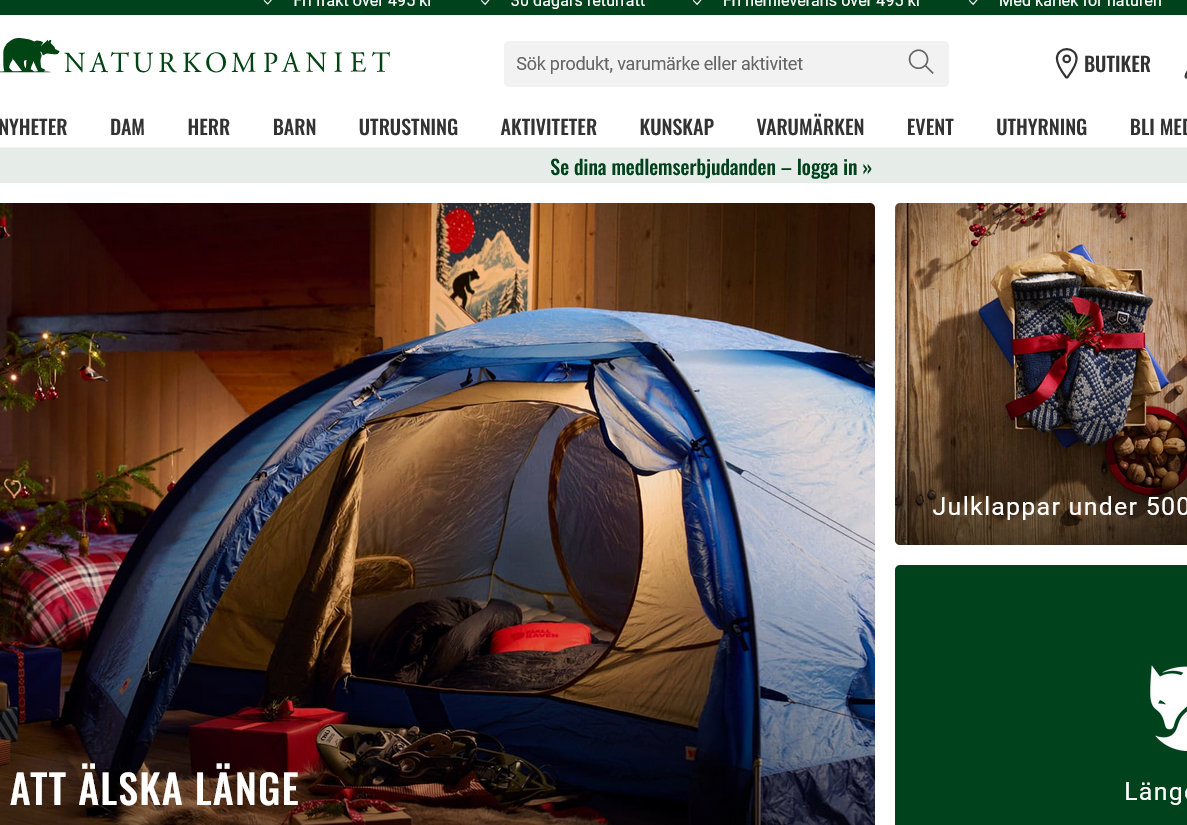 Fri frakt över 495 kr
30 dagars returrätt
Fri hemleverans över 495 kr
Med kärlek för naturen
NATURKOMPANIET
Sök produkt, varumärke eller aktivitet
BUTIKER
NYHETER
DAM
HERR
BARN
UTRUSTNING
AKTIVITETER
KUNSKAP
VARUMÄRKEN
EVENT
UTHYRNING
BLI MED
Se dina medlemserbjudanden – logga in »
Julklappar under 500
ATT ÄLSKA LÄNGE
Länge